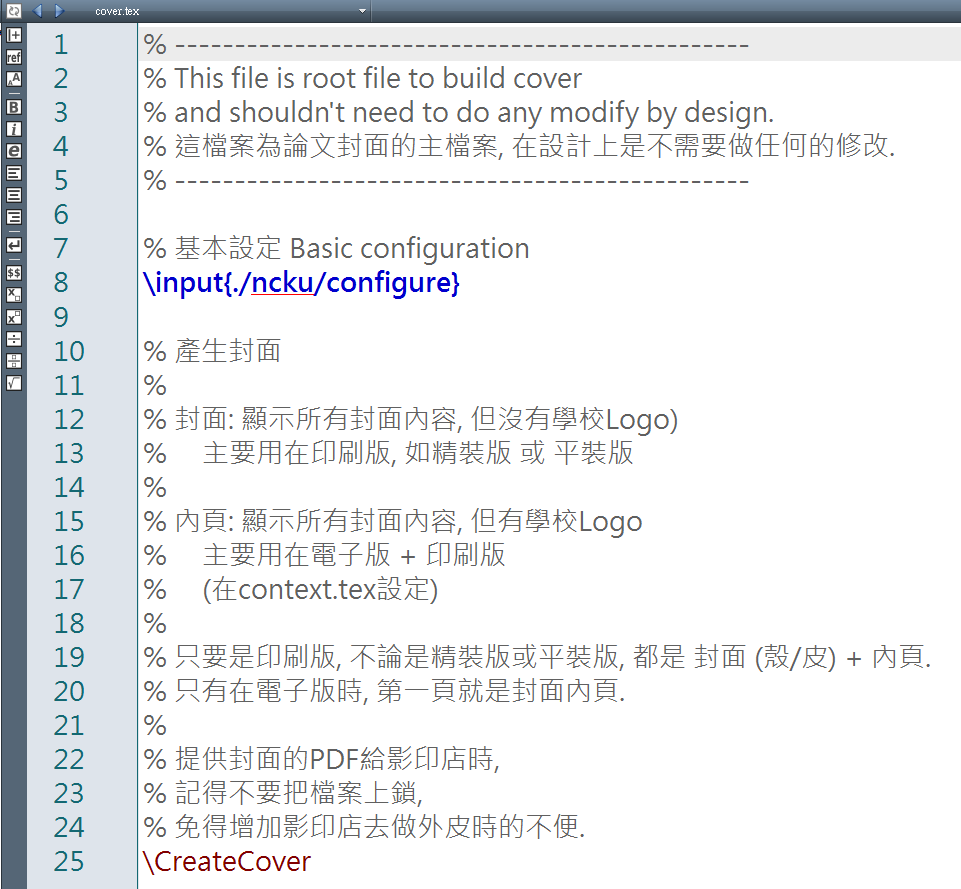 cover.tex
1 % ------------------------------------------------
2 % This file is root file to build cover
3 % and shouldn't need to do any modify by design.
4 % 這檔案為論文封面的主檔案, 在設計上是不需要做任何的修改.
5 % ------------------------------------------------
6
7 % 基本設定 Basic configuration
8 \input{./ncku/configure}
9
10 % 產生封面
11 %
12 % 封面: 顯示所有封面內容, 但沒有學校Logo)
13 %     主要用在印刷版, 如精裝版 或 平裝版
14 %
15 % 內頁: 顯示所有封面內容, 但有學校Logo
16 %     主要用在電子版 + 印刷版
17 %     (在context.tex設定)
18 %
19 % 只要是印刷版, 不論是精裝版或平裝版, 都是 封面 (殼/皮) + 內頁.
20 % 只有在電子版時, 第一頁就是封面內頁.
21 %
22 % 提供封面的PDF給影印店時,
23 % 記得不要把檔案上鎖,
24 % 免得增加影印店去做外皮時的不便.
25 \CreateCover